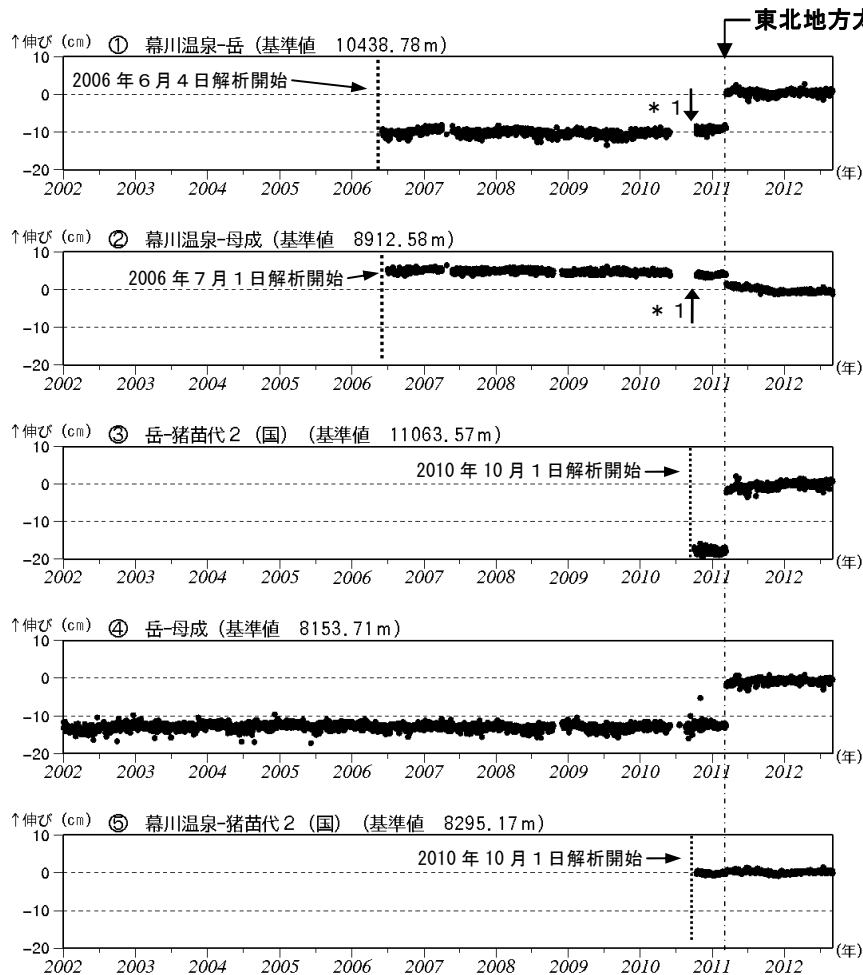 東北地方太
↑伸び (cm) ① 幕川温泉-岳 (基準値 10438.78m)
2006年6月4日解析開始
* 1
10
0
-10
-20
2002 2003 2004 2005 2006 2007 2008 2009 2010 2011 2012 (年)
↑伸び (cm) ② 幕川温泉-母成 (基準値 8912.58m)
2006年7月1日解析開始
* 1
10
0
-10
-20
2002 2003 2004 2005 2006 2007 2008 2009 2010 2011 2012 (年)
↑伸び (cm) ③ 岳-猪苗代2 (国) (基準値 11063.57m)
2010年10月1日解析開始
10
0
-10
-20
2002 2003 2004 2005 2006 2007 2008 2009 2010 2011 2012 (年)
↑伸び (cm) ④ 岳-母成 (基準値 8153.71m)
10
0
-10
-20
2002 2003 2004 2005 2006 2007 2008 2009 2010 2011 2012 (年)
↑伸び (cm) ⑤ 幕川温泉-猪苗代2 (国) (基準値 8295.17m)
2010年10月1日解析開始
10
0
-10
-20
2002 2003 2004 2005 2006 2007 2008 2009 2010 2011 2012 (年)